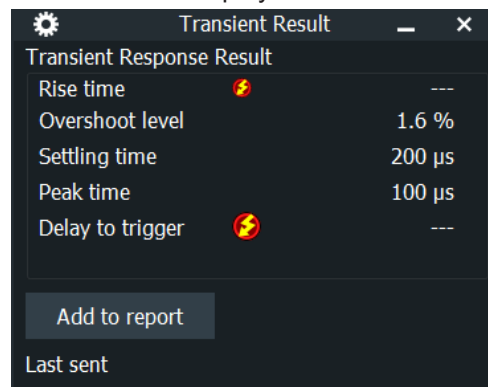 Transient Result
Transient Response Result
Rise time ---
Overshoot level 1.6 %
Settling time 200 µs
Peak time 100 µs
Delay to trigger ---
Add to report
Last sent